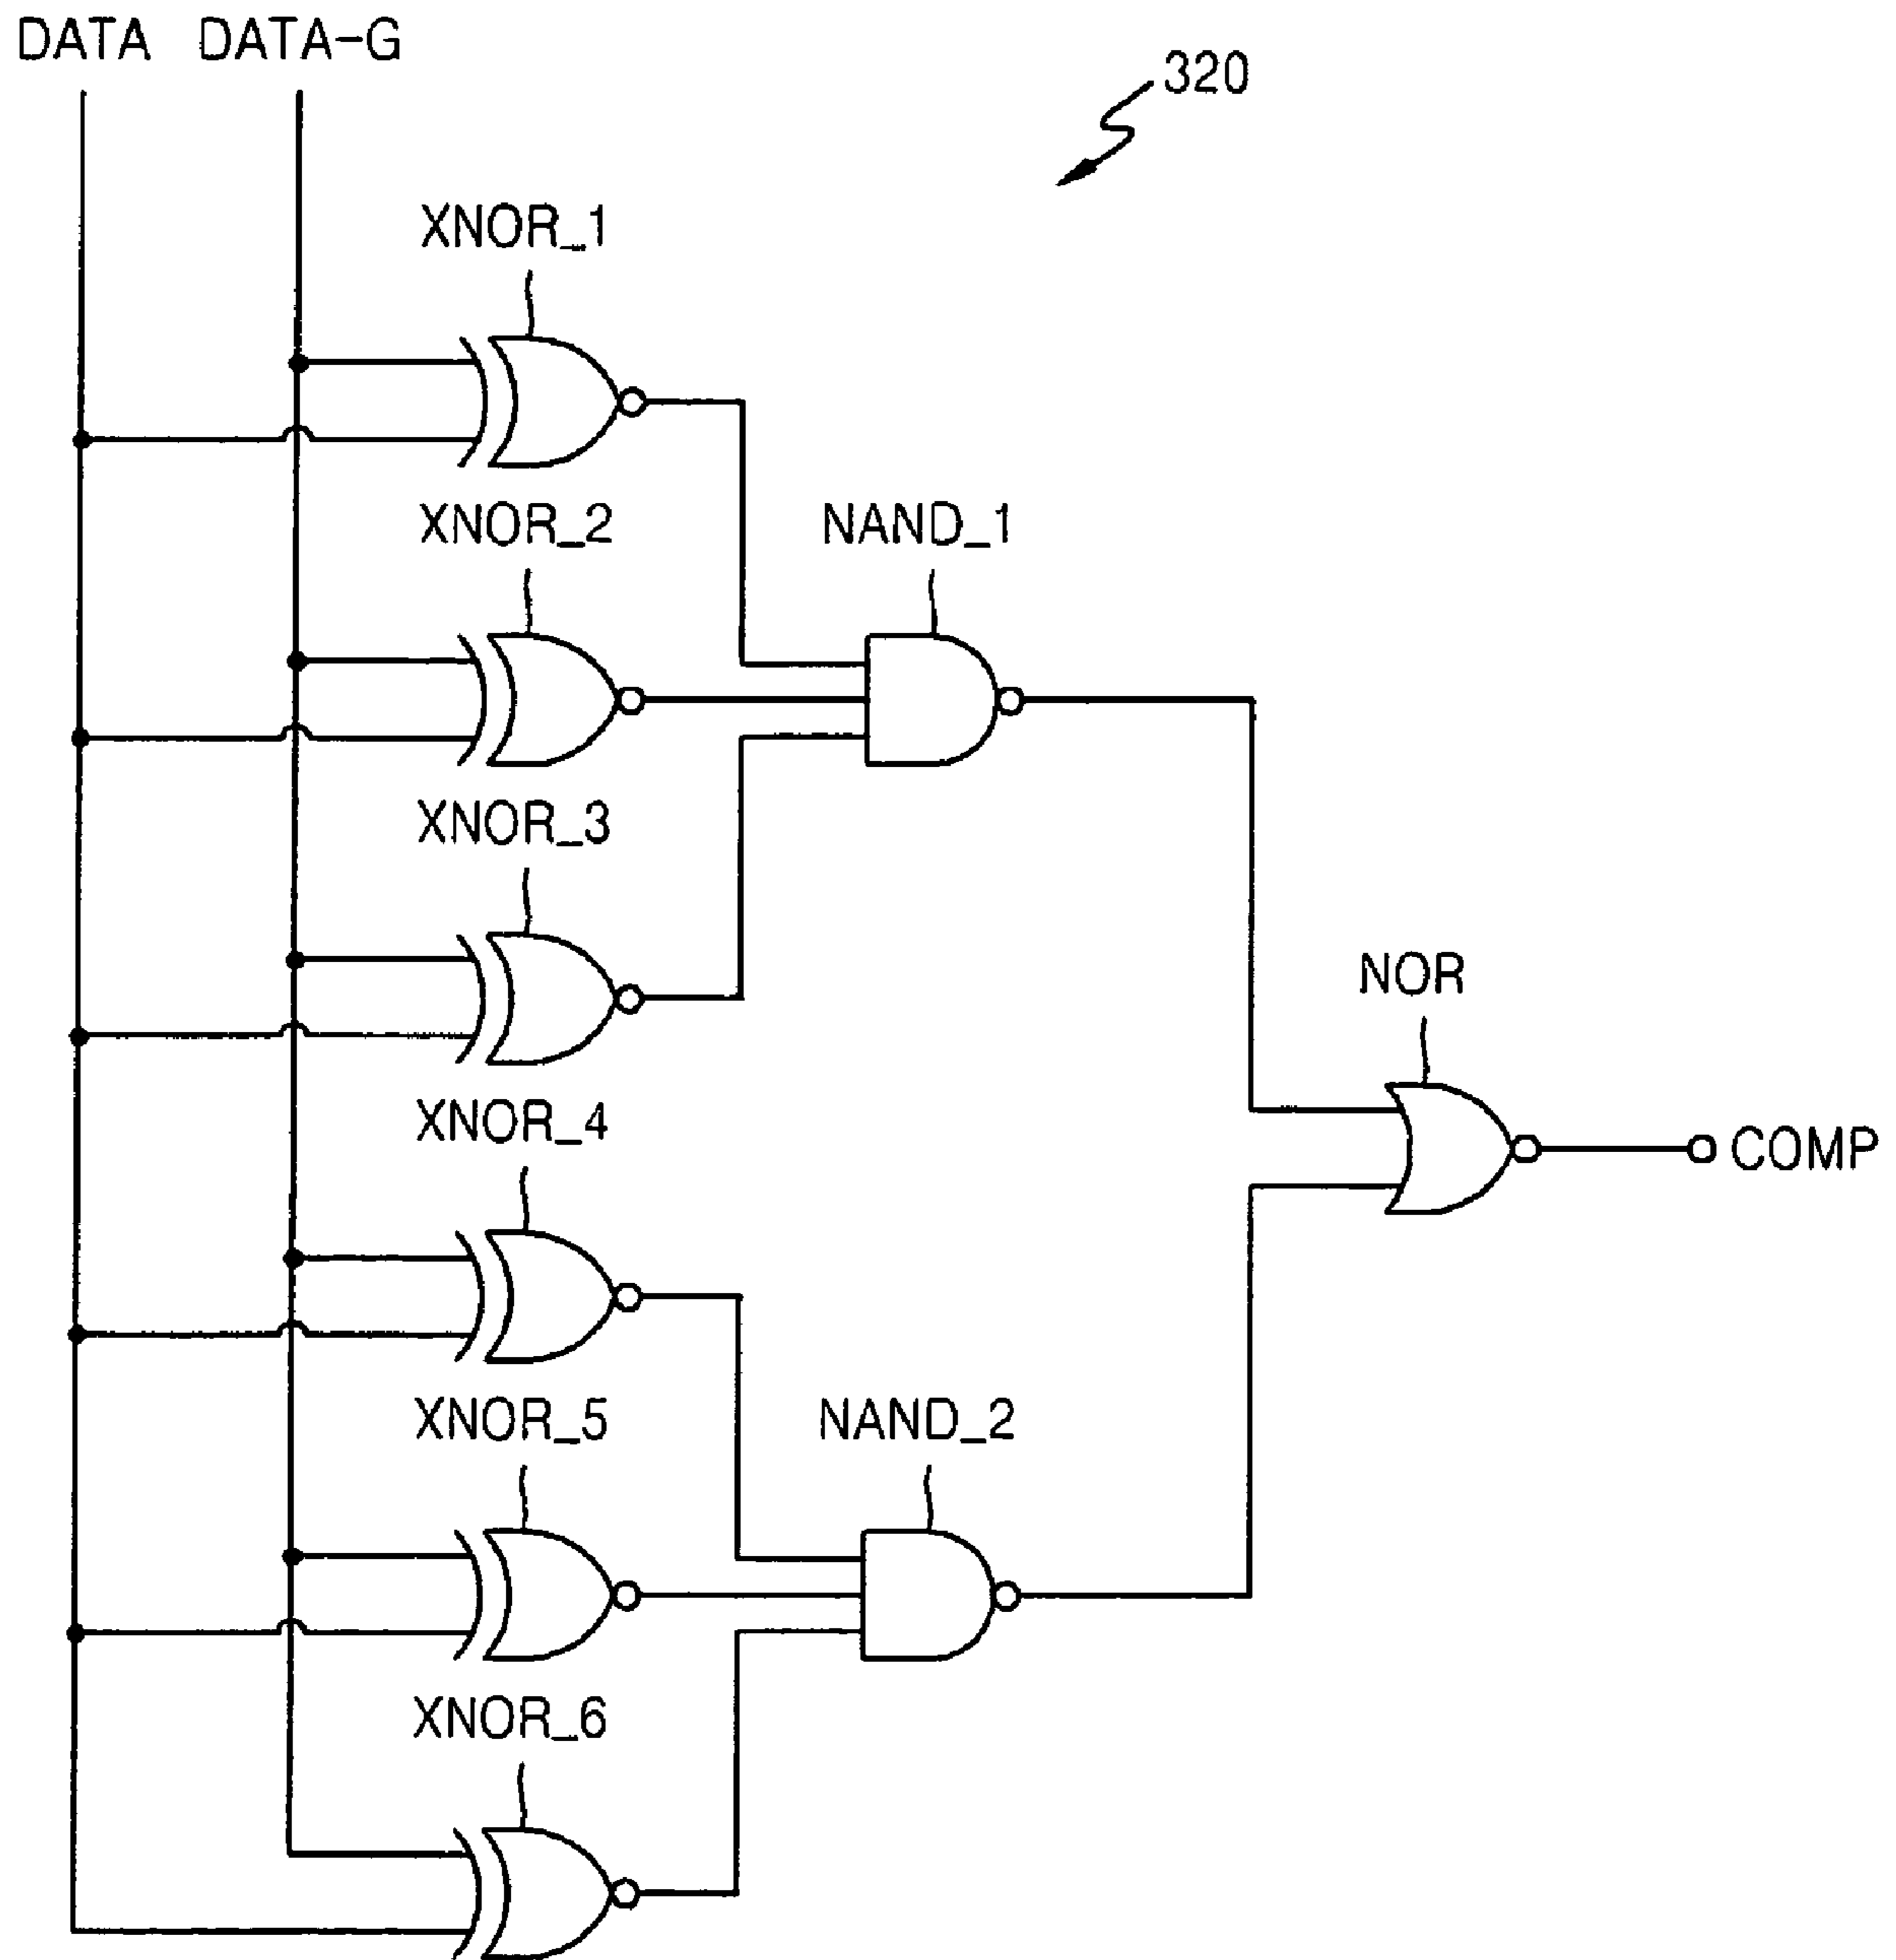 DATA DATA-G
320
XNOR_1
XNOR_2
NAND_1
XNOR_3
NOR
XNOR_4
COMP
XNOR_5
NAND_2
XNOR_6